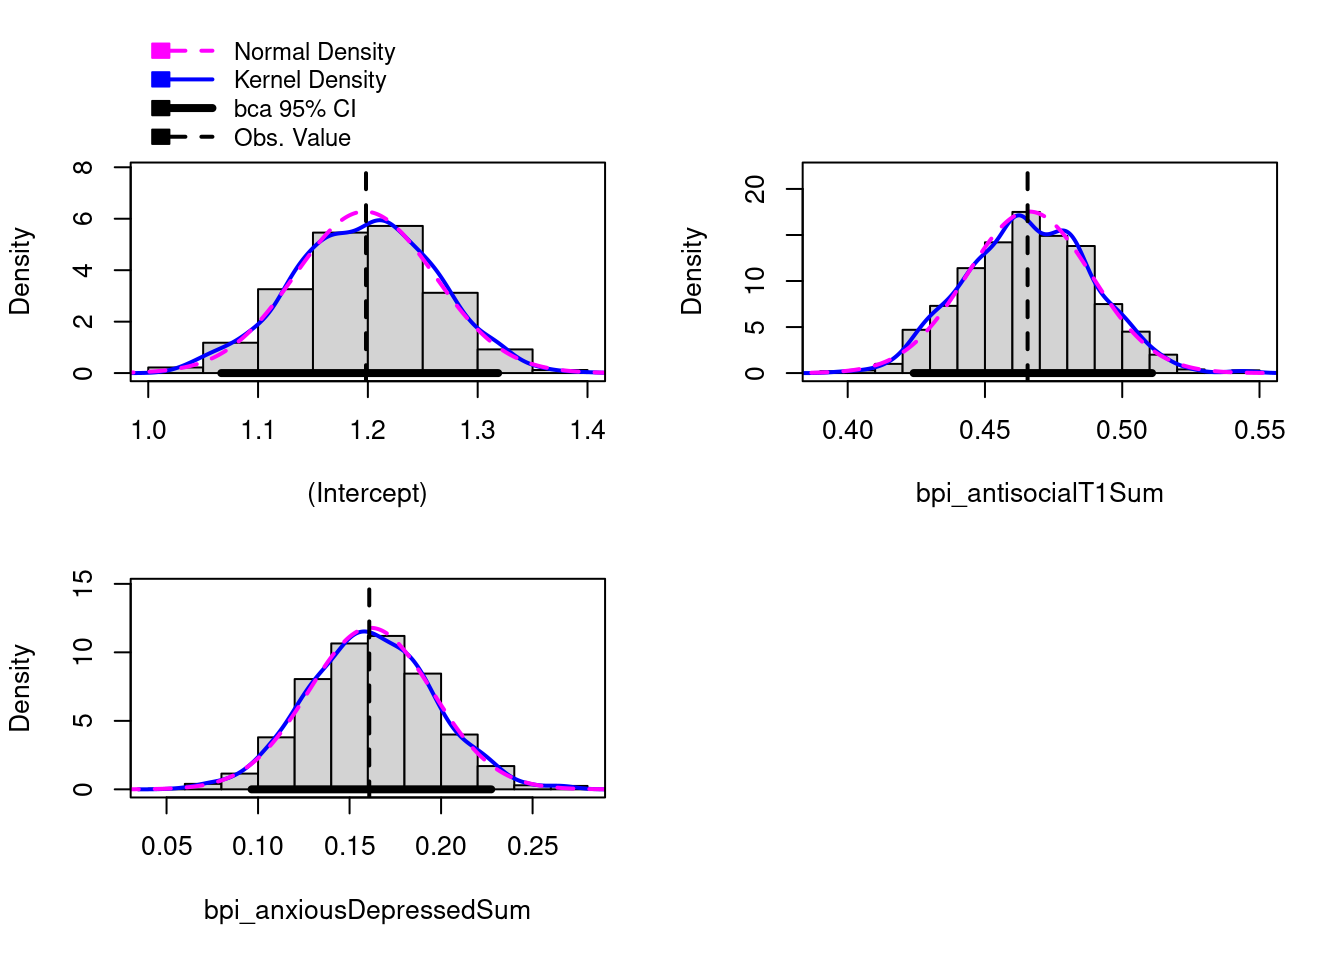 Normal Density
Kernel Density
bca 95% CI
Obs. Value
Density
0 2 4 6 8
1.0 1.1 1.2 1.3 1.4
(Intercept)
Density
0 5 10 20
0.40 0.45 0.50 0.55
bpi_antisocialT1Sum
Density
0 5 10 15
0.05 0.10 0.15 0.20 0.25
bpi_anxiousDepressedSum